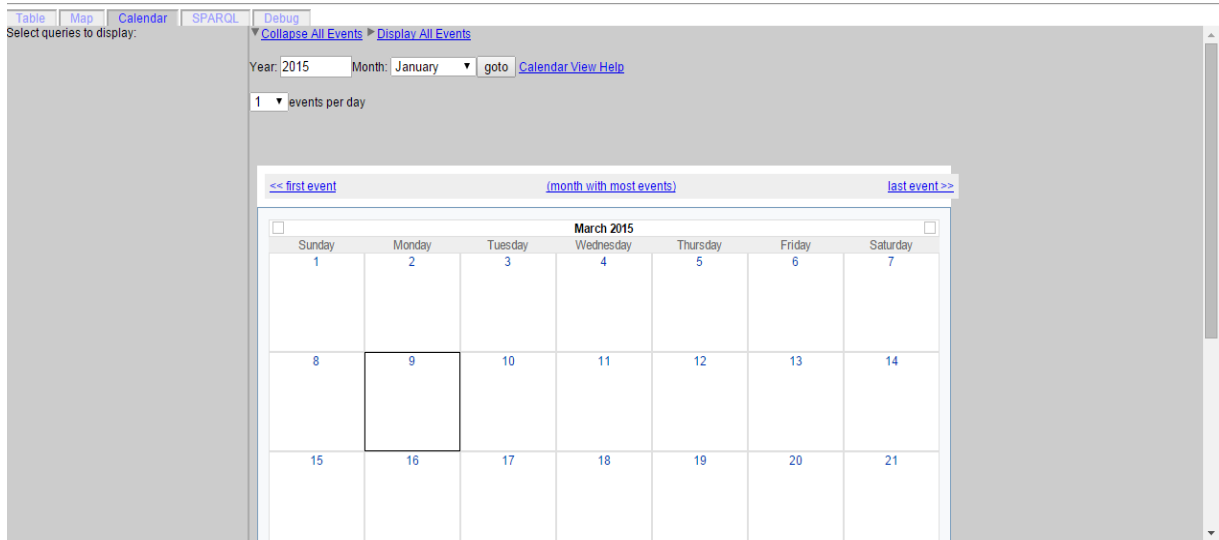 Table Map Calendar SPARQL Debug
Select queries to display:
Collapse All Events Display All Events
Year: 2015 Month: January goto Calendar View Help
1 events per day
<< first event (month with most events) last event >>
March 2015
Sunday Monday Tuesday Wednesday Thursday Friday Saturday
1 2 3 4 5 6 7
8 9 10 11 12 13 14
15 16 17 18 19 20 21